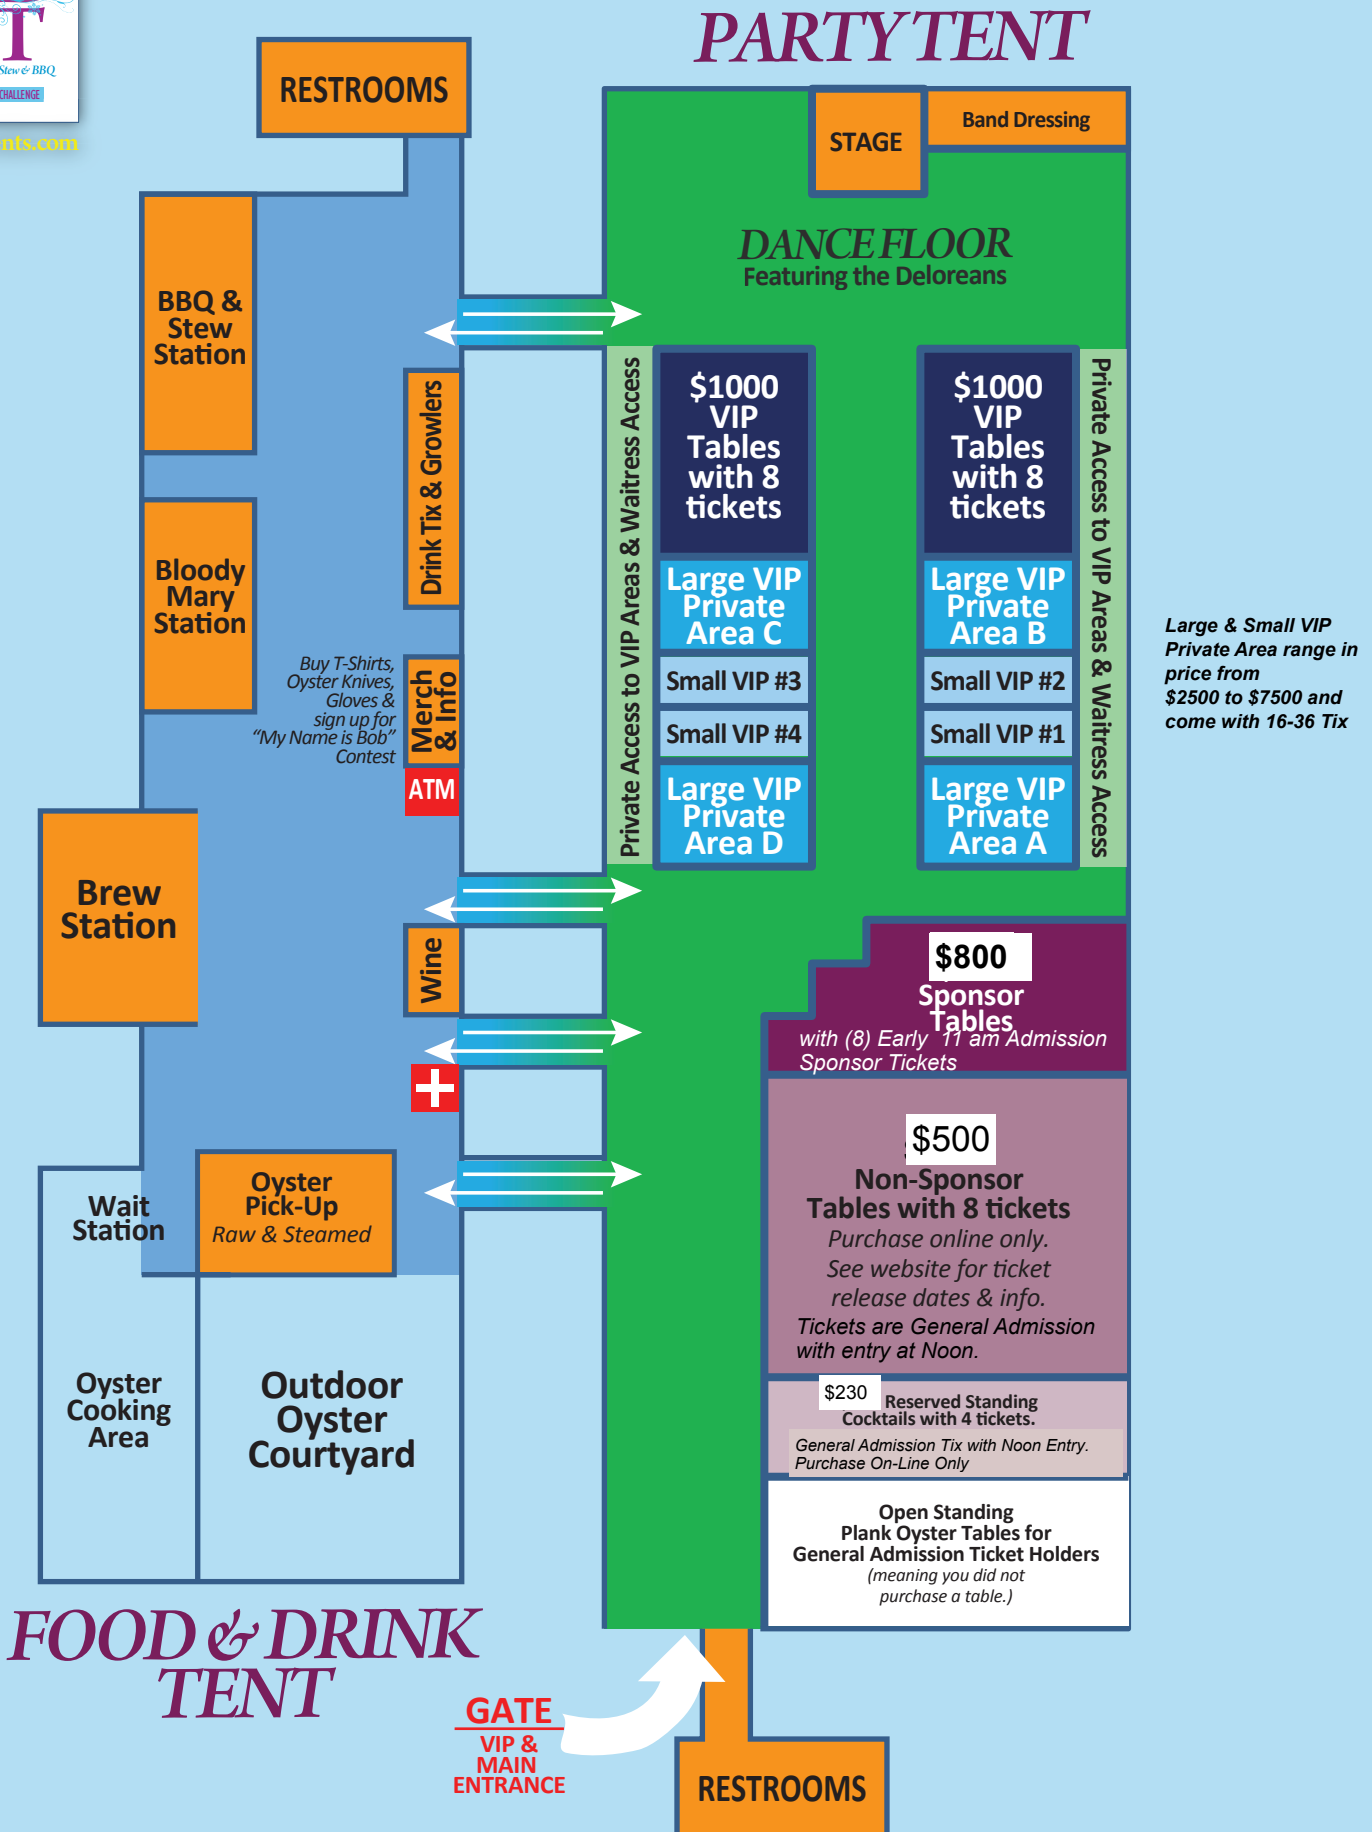 T
Stew & BBQ
CHALLENGE
nts.com
PARTY TENT
RESTROOMS
STAGE
Band Dressing
DANCE FLOOR
Featuring the Deloreans
BBQ &
Stew
Station
Drink Tix & Growlers
Bloody
Mary
Station
Buy T-Shirts,
Oyster Knives,
Gloves &
sign up for
“My Name is Bob”
Contest
Merch
& Info
ATM
Brew
Station
Wine
Wait
Station
Oyster
Pick-Up
Raw & Steamed
Oyster
Cooking
Area
Outdoor
Oyster
Courtyard
FOOD & DRINK
TENT
Private Access to VIP Areas & Waitress Access
$1000
VIP
Tables
with 8
tickets
Large VIP
Private
Area C
Small VIP #3
Small VIP #4
Large VIP
Private
Area D
$1000
VIP
Tables
with 8
tickets
Large VIP
Private
Area B
Small VIP #2
Small VIP #1
Large VIP
Private
Area A
Private Access to VIP Areas & Waitress Access
Large & Small VIP
Private Area range in
price from
$2500 to $7500 and
come with 16-36 Tix
$800
Sponsor
Tables
with (8) Early 11 am Admission
Sponsor Tickets
$500
Non-Sponsor
Tables with 8 tickets
Purchase online only.
See website for ticket
release dates & info.
Tickets are General Admission
with entry at Noon.
$230 Reserved Standing
Cocktails with 4 tickets.
General Admission Tix with Noon Entry.
Purchase On-Line Only
Open Standing
Plank Oyster Tables for
General Admission Ticket Holders
(meaning you did not
purchase a table.)
GATE
VIP &
MAIN
ENTRANCE
RESTROOMS